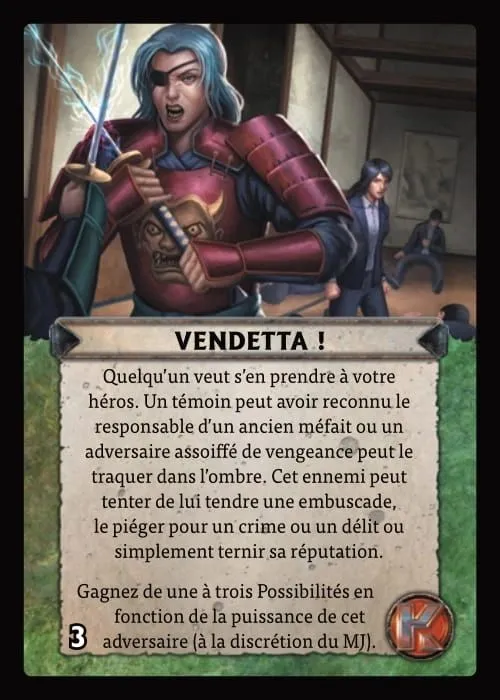 VENDETTA !
Quelqu'un veut s'en prendre à votre
héros. Un témoin peut avoir reconnu le
responsable d'un ancien méfait ou un
adversaire assoiffé de vengeance peut le
traquer dans l'ombre. Cet ennemi peut
tenter de lui tendre une embuscade,
le piéger pour un crime ou un délit ou
simplement ternir sa réputation.
Gagnez de une à trois Possibilités en
fonction de la puissance de cet
3 adversaire (à la discrétion du MJ).
K